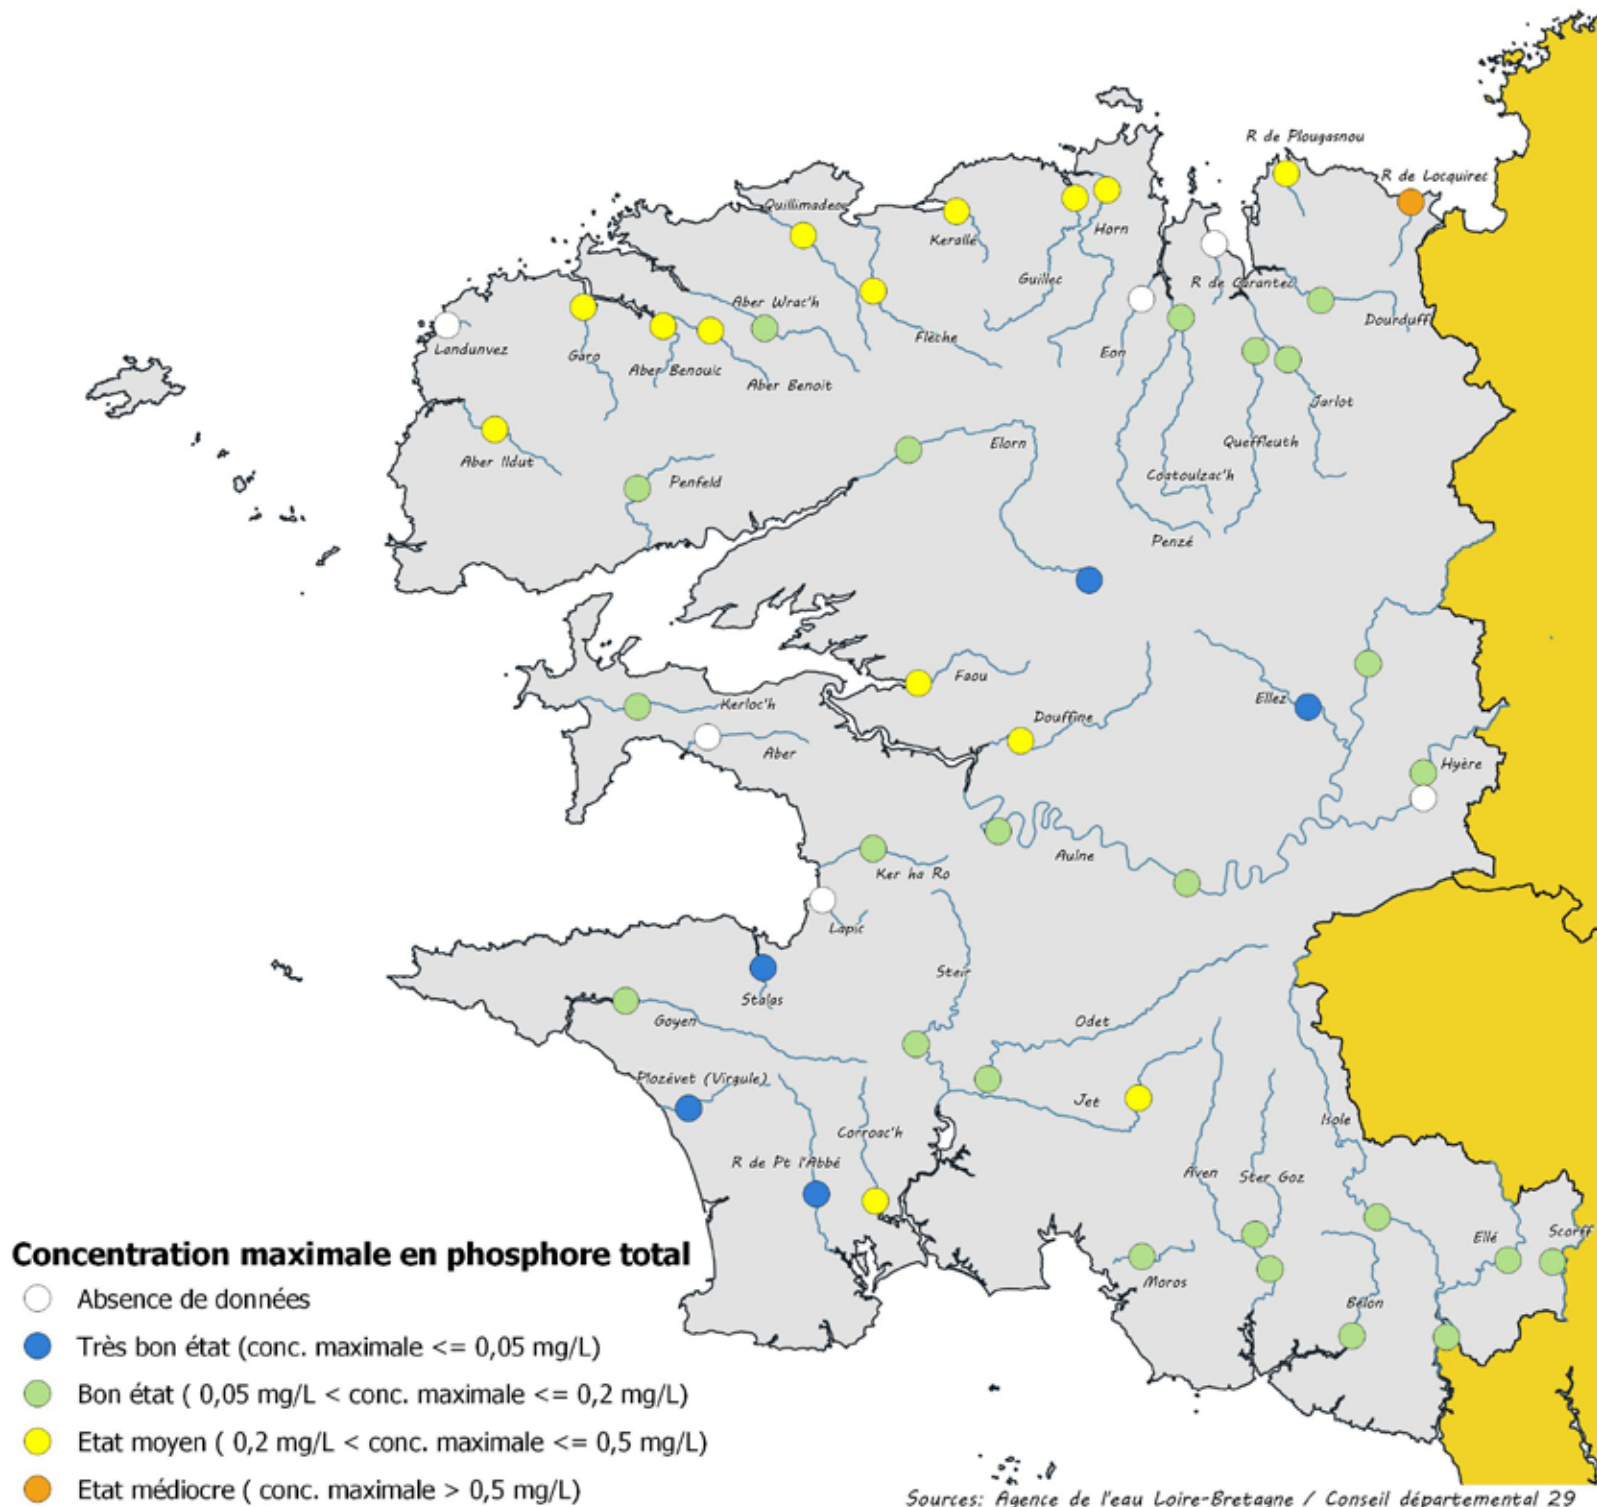 R de Plougasnou
R de Locquirec
Quillimadec
Kerallé
Horn
Guillec
R de Carantec
Aber Wrac'h
Dourduff
Landunvez
Garo
Flèche
Eon
Aber Benouic
Aber Benoit
Jarlot
Elorn
Queffleuth
Aber Ildut
Penfeld
Coatoulzac'h
Penzé
Faou
Ellez
Kerloc'h
Douffine
Aber
Hyère
Aulne
Ker ha Ro
Lapic
Steir
Stalas
Goyen
Odet
Plozévet (Virgule)
Jet
Isole
Corroac'h
R de Pt l'Abbé
Aven
Ster Goz
Ellé
Scorff
Moros
Belon
Concentration maximale en phosphore total
Absence de données
Très bon état (conc. maximale <= 0,05 mg/L)
Bon état ( 0,05 mg/L < conc. maximale <= 0,2 mg/L)
Etat moyen ( 0,2 mg/L < conc. maximale <= 0,5 mg/L)
Etat médiocre ( conc. maximale > 0,5 mg/L)
Sources: Agence de l'eau Loire-Bretagne / Conseil départemental 29